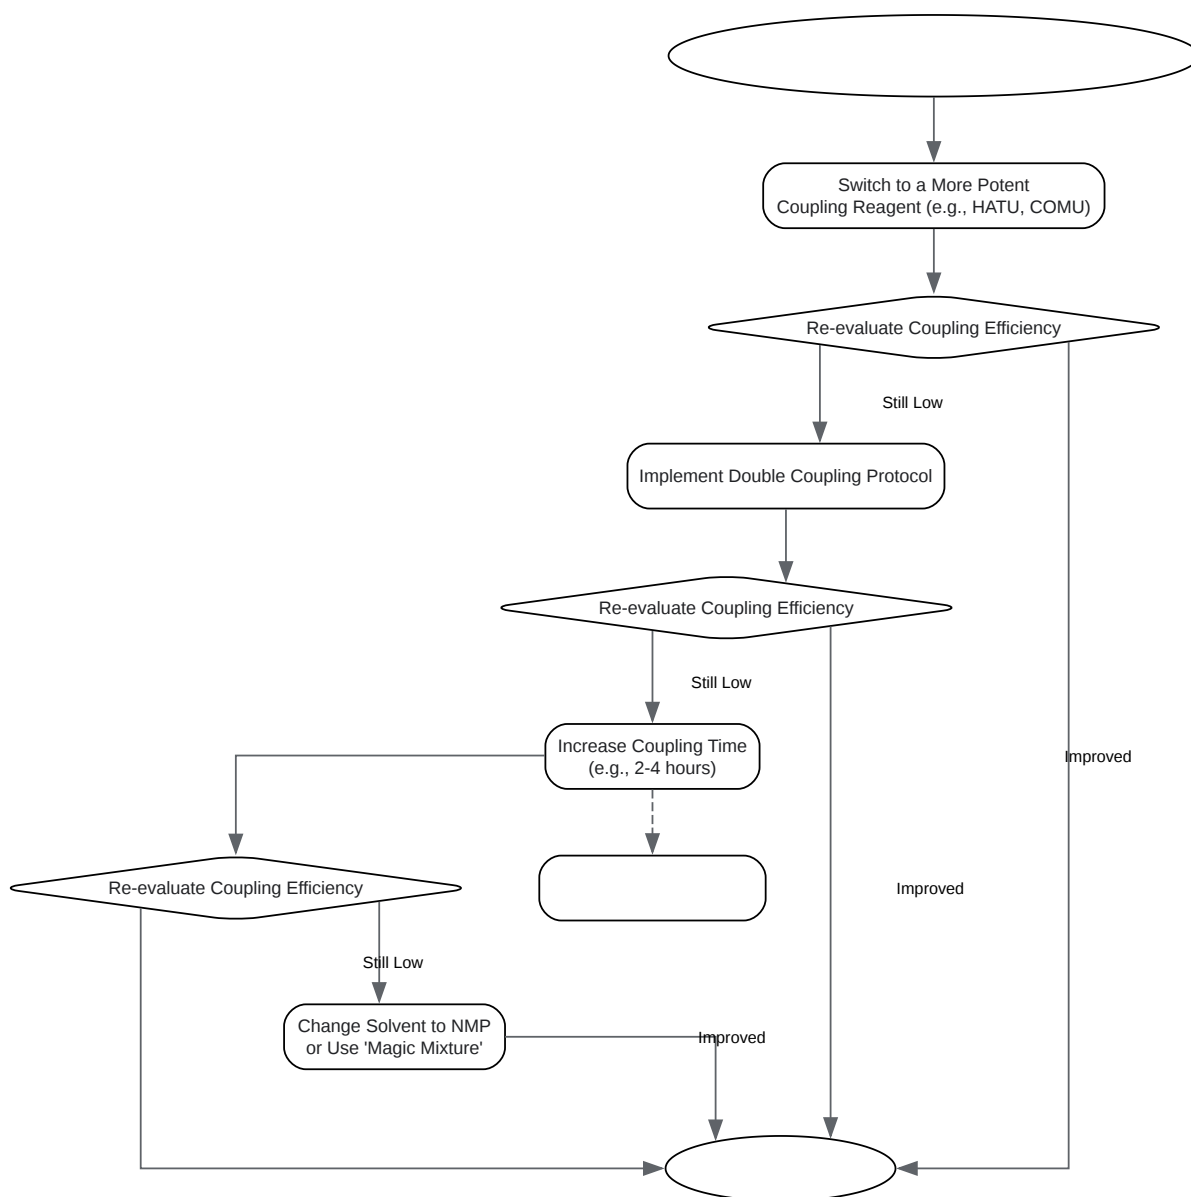 Switch to a More Potent
Coupling Reagent (e.g., HATU, COMU)
Re-evaluate Coupling Efficiency
Still Low
Implement Double Coupling Protocol
Re-evaluate Coupling Efficiency
Still Low
Increase Coupling Time
(e.g., 2-4 hours)
Improved
Re-evaluate Coupling Efficiency
Improved
Still Low
Change Solvent to NMP
or Use 'Magic Mixture'
Improved